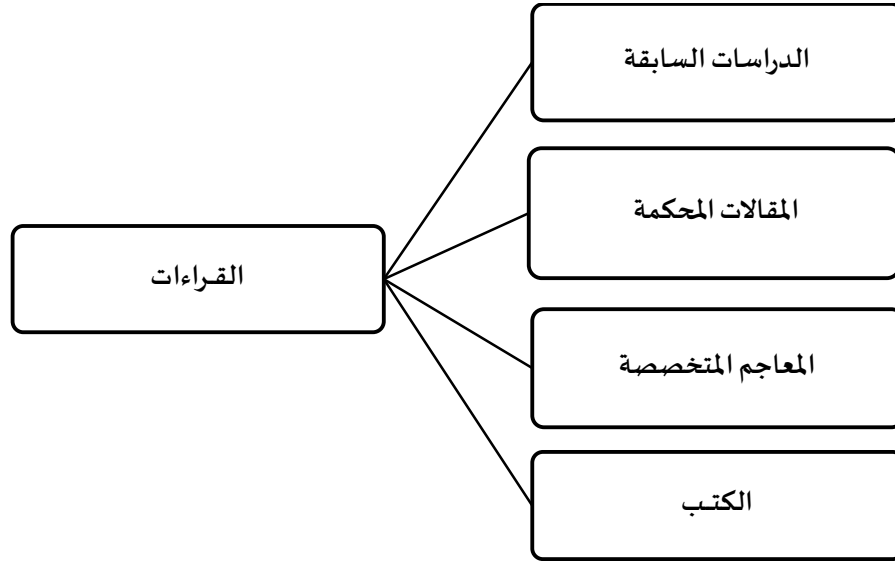 الدراسات السابقة
المقالات المحكمة
القراءات
المعاجم المتخصصة
الكتب